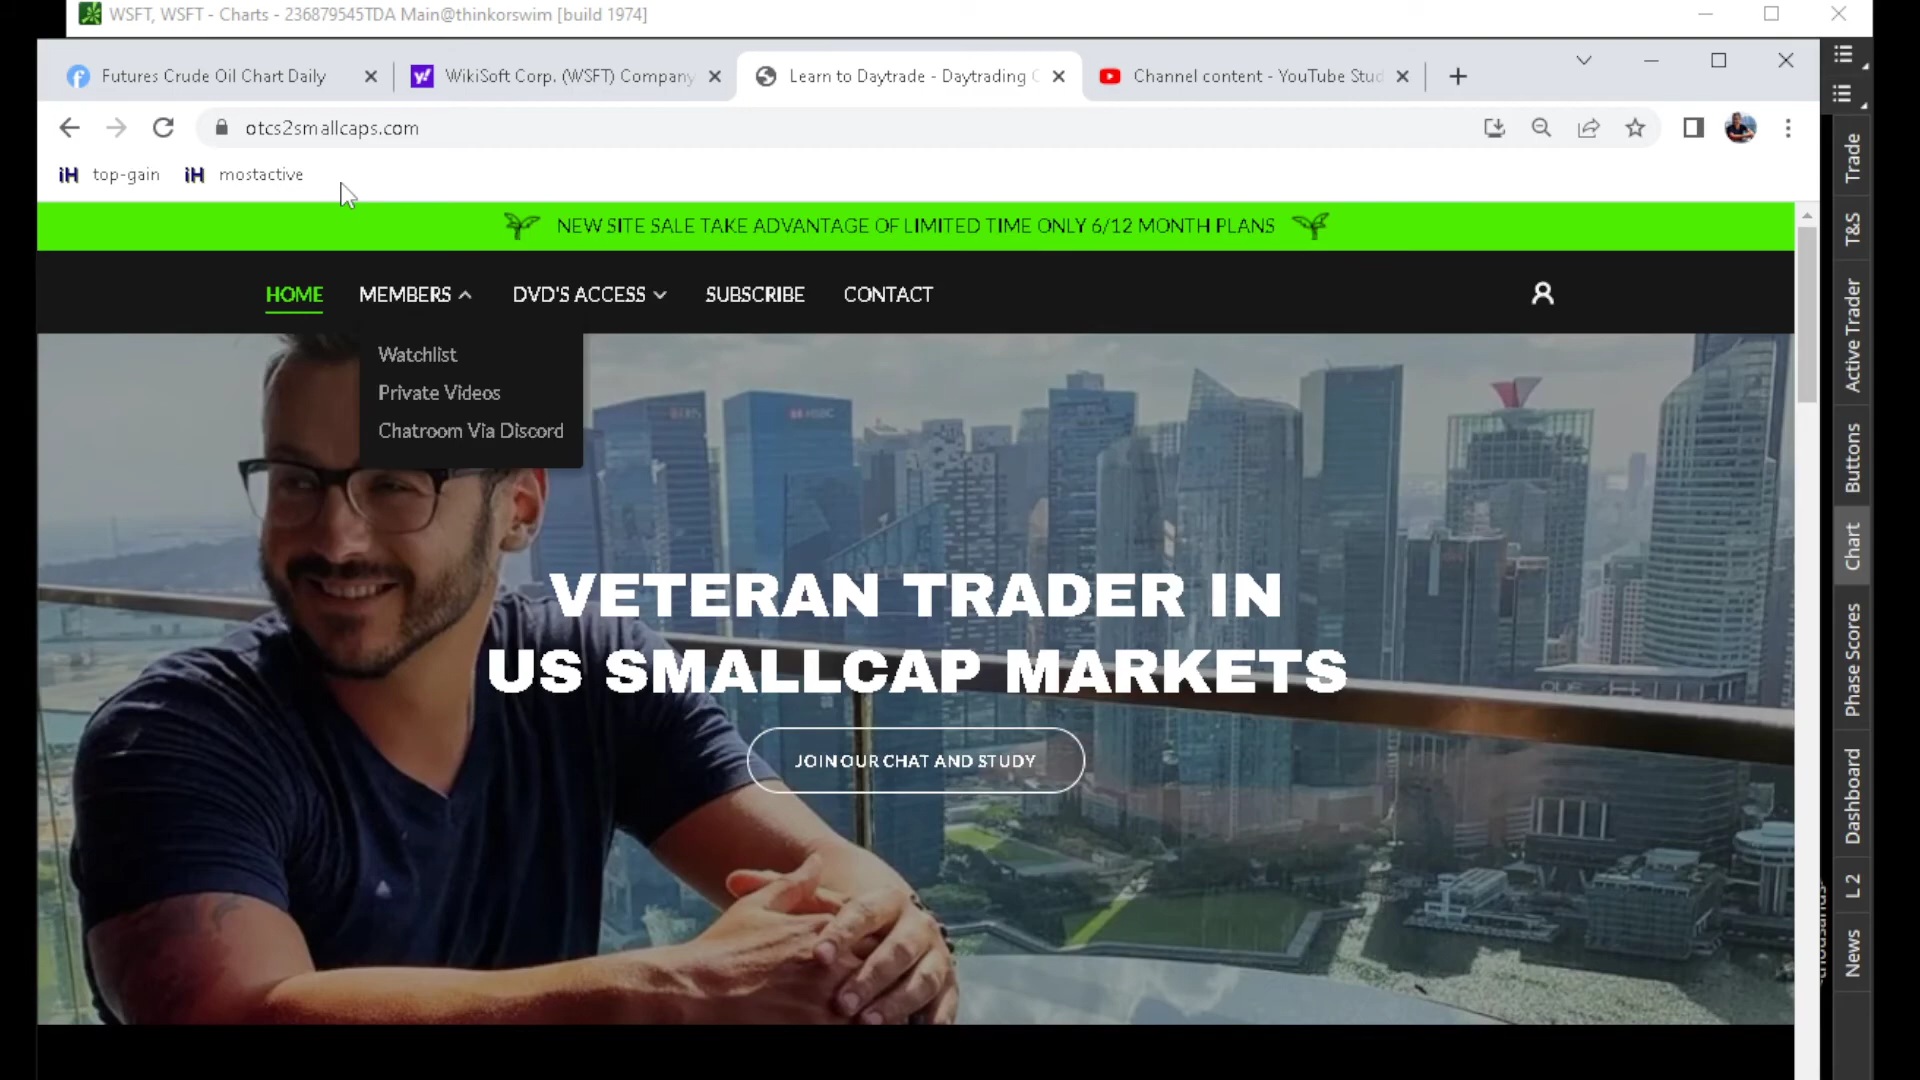 WSFT, WSFT - Charts - 236879545TDA Main@thinkorswim [build 1974]
Futures Crude Oil Chart Daily
WikiSoft Corp. (WSFT) Company
Learn to Daytrade - Daytrading
Channel content - YouTube Stud
otcs2smallcaps.com
iH top-gain iH mostactive
NEW SITE SALE TAKE ADVANTAGE OF LIMITED TIME ONLY 6/12 MONTH PLANS
HOME MEMBERS DVD'S ACCESS SUBSCRIBE CONTACT
Watchlist
Private Videos
Chatroom Via Discord
HSBC
VETERAN TRADER IN
US SMALLCAP MARKETS
JOIN OUR CHAT AND STUDY
Trade
T&S
Active Trader
Buttons
Chart
Phase Scores
Dashboard
L2
News